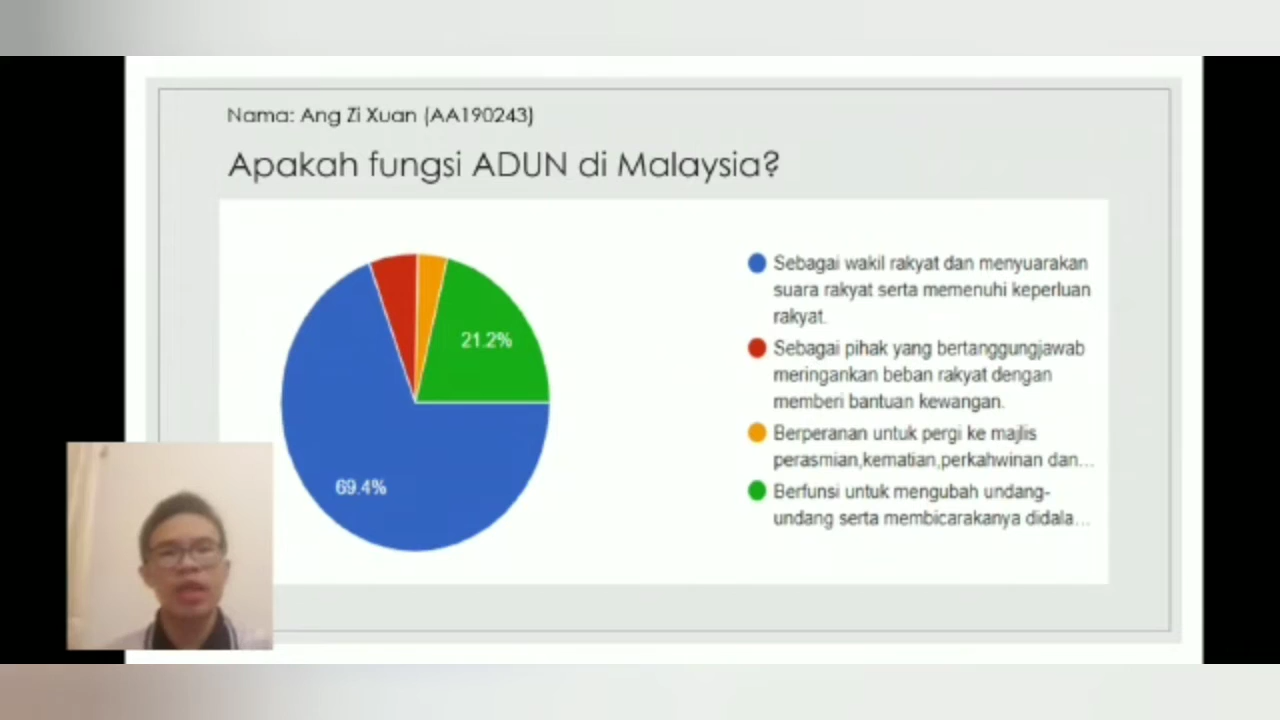 Nama: Ang Zi Xuan (AA190243)
Apakah fungsi ADUN di Malaysia?
21.2%
69.4%
Sebagai wakil rakyat dan menyuarakan
suara rakyat serta memenuhi keperluan
rakyat.
Sebagai pihak yang bertanggungjawab
meringankan beban rakyat dengan
memberi bantuan kewangan.
Berperanan untuk pergi ke majlis
perasmian,kematian,perkahwinan dan...
Berfunsi untuk mengubah undang-
undang serta membicarakanya didala...